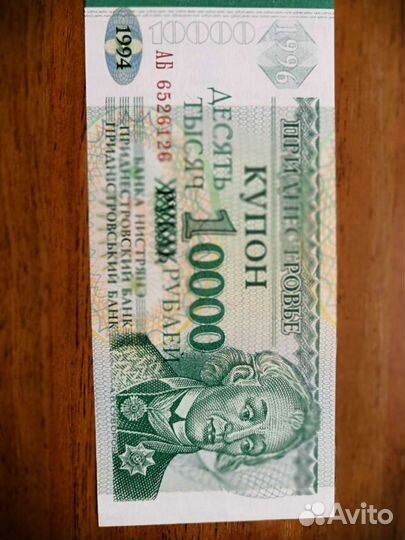 10000
1996
1994
АБ 6526126
ПРИДНЕСТРОВЬЕ
КУПОН
ДЕСЯТЬ
ТЫСЯЧ
10000
РУБЛЕЙ
БАНКА НИСТРЯНЭ
ПРИДНЕСТРОВСКИЙ БАНК
ПРИДНІСТРОВСЬКИЙ БАНК
Avito